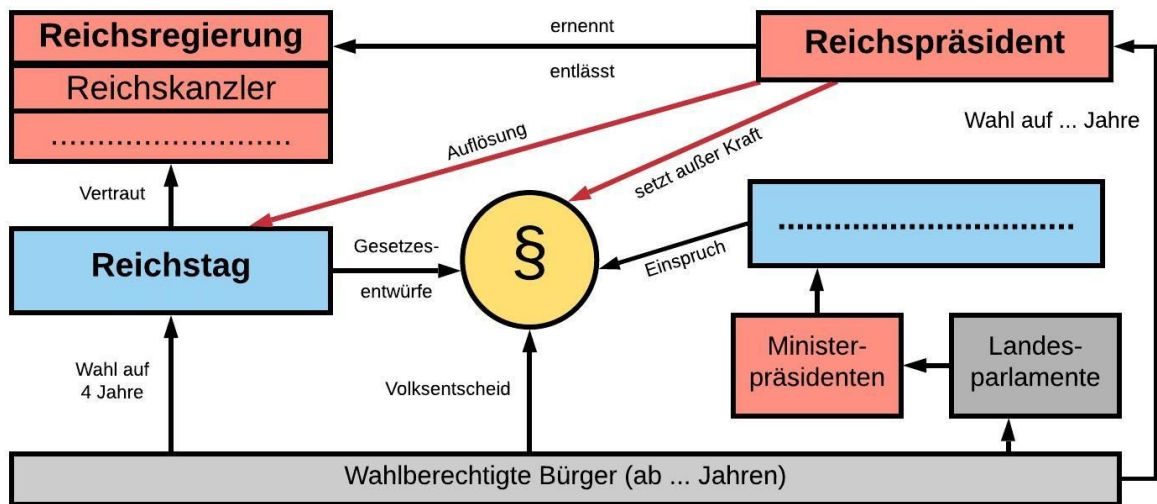 Reichsregierung
Reichskanzler
..........................
ernennt
entlässt
Reichspräsident
Wahl auf ... Jahre
Auflösung
setzt außer Kraft
Vertraut
Reichstag
Gesetzes-
entwürfe
§
Einspruch
................................
Minister-
präsidenten
Landes-
parlamente
Wahl auf
4 Jahre
Volksentscheid
Wahlberechtigte Bürger (ab ... Jahren)